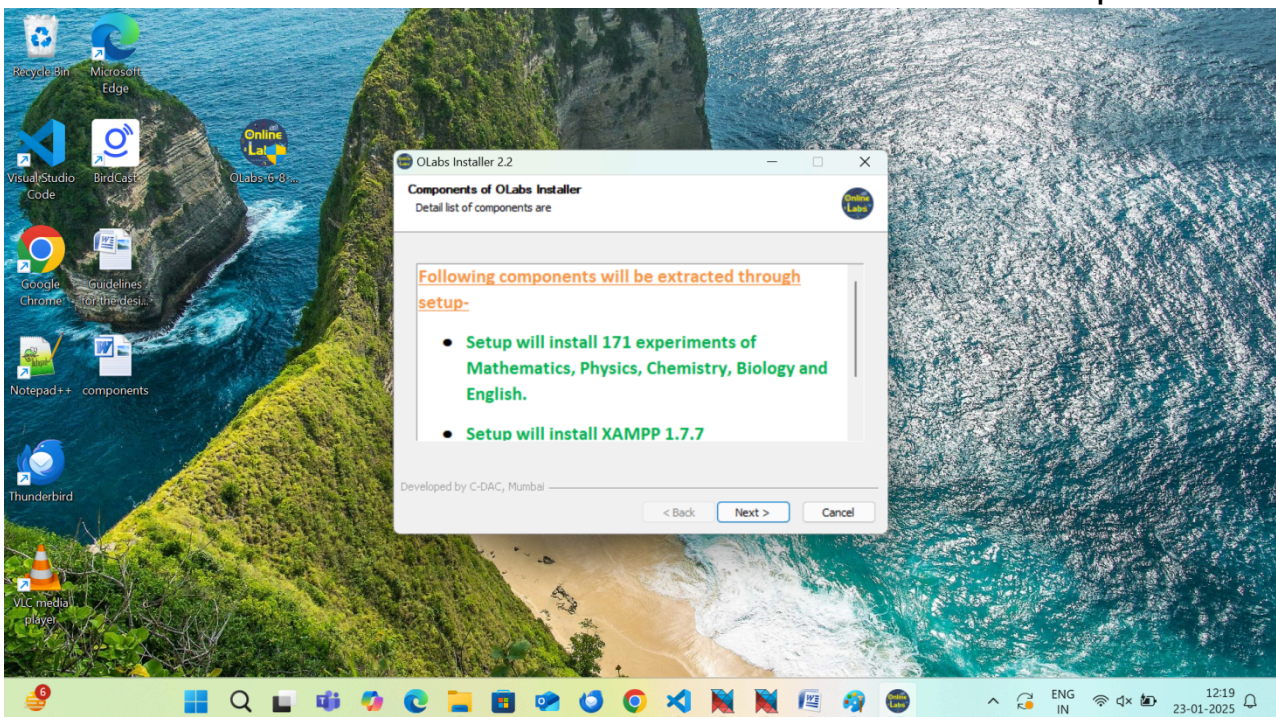 Recycle Bin
Microsoft
Edge
Visual Studio
Code
BirdCast
Online
Labs
OLabs-6-8-...
Google
Chrome
Guidelines
for the desi...
Notepad++
components
Thunderbird
VLC media
player
OLabs Installer 2.2
Components of OLabs Installer
Detail list of components are
Online
Labs
Following components will be extracted through
setup-
● Setup will install 171 experiments of
Mathematics, Physics, Chemistry, Biology and
English.
● Setup will install XAMPP 1.7.7
Developed by C-DAC, Mumbai
< Back
Next >
Cancel
6
Online
Labs
ENG
IN
12:19
23-01-2025